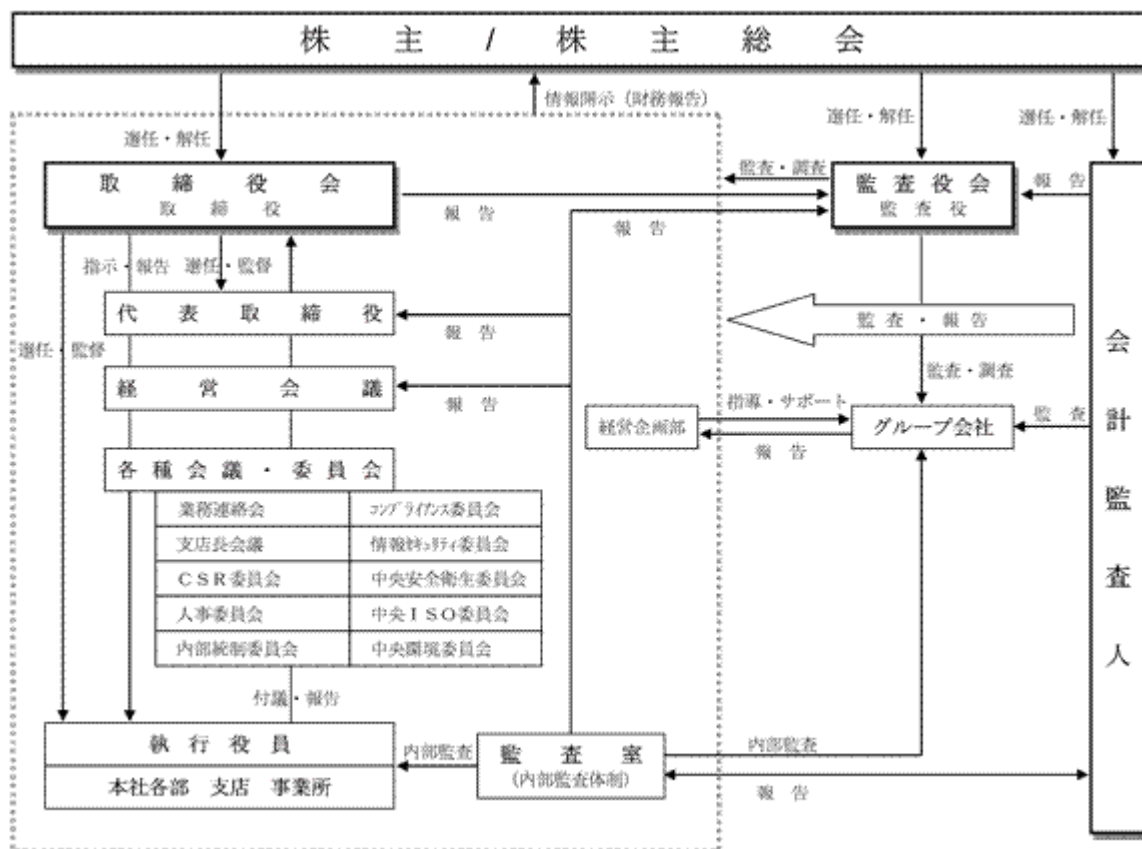 株主/株主総会
情報開示（財務報告）
選任・解任
選任・解任
選任・解任
取締役会
取締役
報告
監査・調査
報告
監査役会
監査役
報告
指示・報告
選任・監督
代表取締役
報告
監査・報告
選任・監督
経営会議
報告
監査・調査
指導・サポート
経営企画部
グループ会社
報告
監査
会計監査人
各種会議・委員会
業務連絡会
コンプライアンス委員会
支店長会議
情報セキュリティ委員会
ＣＳＲ委員会
中央安全衛生委員会
人事委員会
中央ＩＳＯ委員会
内部統制委員会
中央環境委員会
付議・報告
執行役員
本社各部　支店　事業所
内部監査
監査室
(内部監査体制)
内部監査
報告